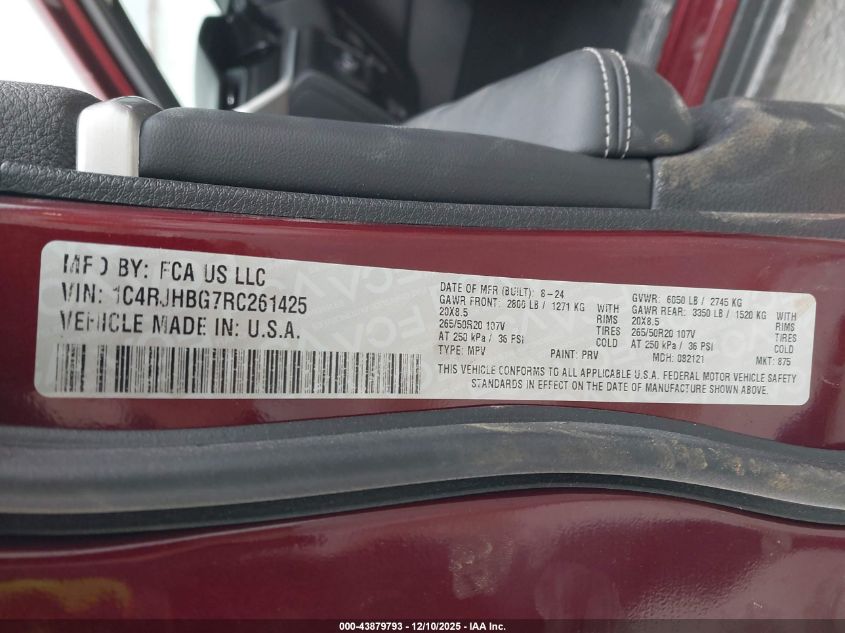 MFD BY: FCA US LLC
VIN: 1C4RJHBG7RC261425
VEHICLE MADE IN: U.S.A.
DATE OF MFR (BUILT): 8-24
GAWR FRONT: 2800 LB / 1271 KG WITH
20X8.5 RIMS
265/50R20 107V TIRES
AT 250 kPa / 36 PSI COLD
TYPE: MPV PAINT: PRV
GVWR: 6050 LB / 2745 KG
GAWR REAR: 3350 LB / 1520 KG WITH
20X8.5 RIMS
265/50R20 107V TIRES
AT 250 kPa / 36 PSI COLD
MDH: 082121 MKT: 875
THIS VEHICLE CONFORMS TO ALL APPLICABLE U.S.A. FEDERAL MOTOR VEHICLE SAFETY
STANDARDS IN EFFECT ON THE DATE OF MANUFACTURE SHOWN ABOVE.
000-43879793 - 12/10/2025 - IAA Inc.